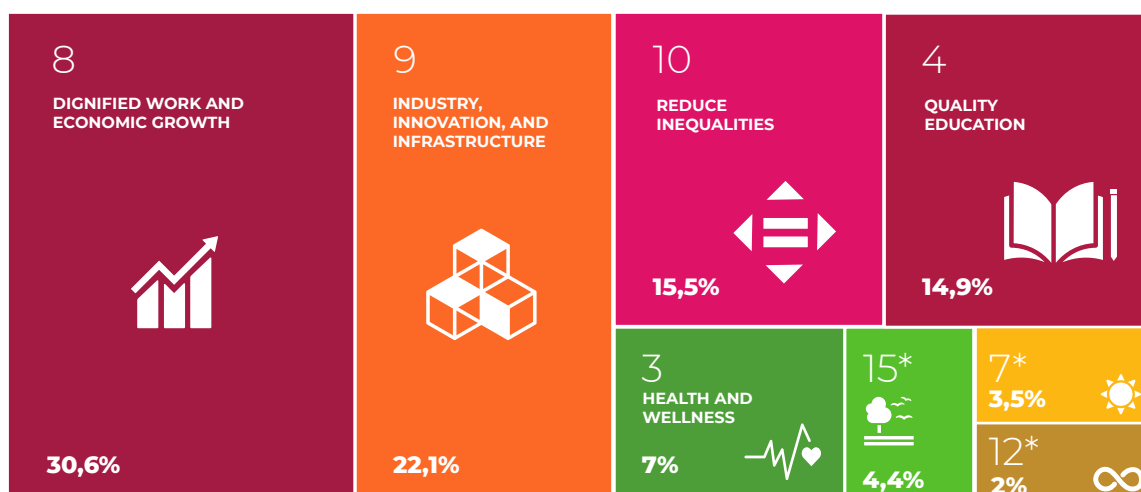 8
DIGNIFIED WORK AND
ECONOMIC GROWTH
30,6%
9
INDUSTRY,
INNOVATION, AND
INFRASTRUCTURE
22,1%
10
REDUCE
INEQUALITIES
15,5%
4
QUALITY
EDUCATION
14,9%
3
HEALTH AND
WELLNESS
7%
15*
4,4%
7*
3,5%
12*
2%